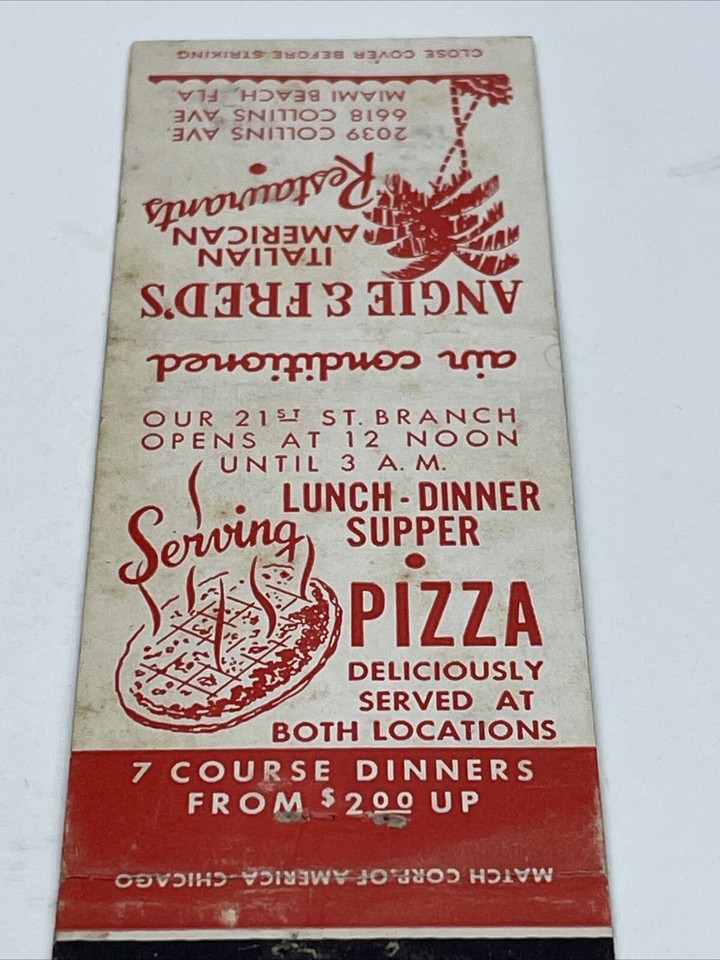 CLOSE COVER BEFORE STRIKING
ANGIE & FRED'S
ITALIAN
AMERICAN
Restaurants
2039 COLLINS AVE.
6618 COLLINS AVE.
MIAMI BEACH, FLA.
air conditioned
OUR 21ST ST. BRANCH
OPENS AT 12 NOON
UNTIL 3 A.M.
Serving
LUNCH - DINNER
SUPPER
PIZZA
DELICIOUSLY
SERVED AT
BOTH LOCATIONS
7 COURSE DINNERS
FROM $2.00 UP
MATCH CORP. OF AMERICA - CHICAGO